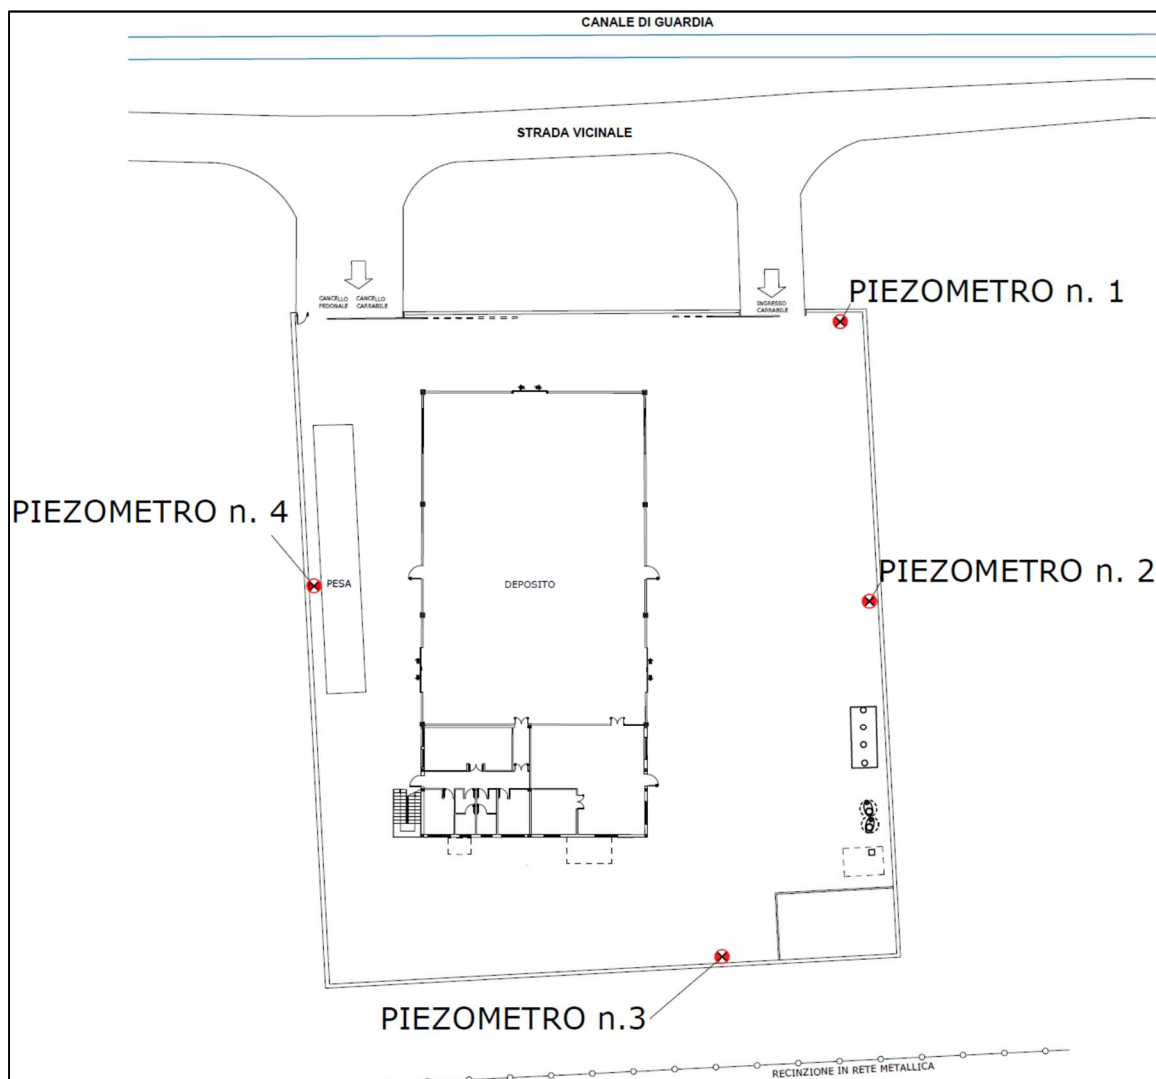 CANALE DI GUARDIA
STRADA VICINALE
CANCELLO
PEDONALE
CANCELLO
CARRABILE
INGRESSO
CARRABILE
PIEZOMETRO n. 1
PIEZOMETRO n. 4
PESA
DEPOSITO
PIEZOMETRO n. 2
PIEZOMETRO n.3
RECINZIONE IN RETE METALLICA